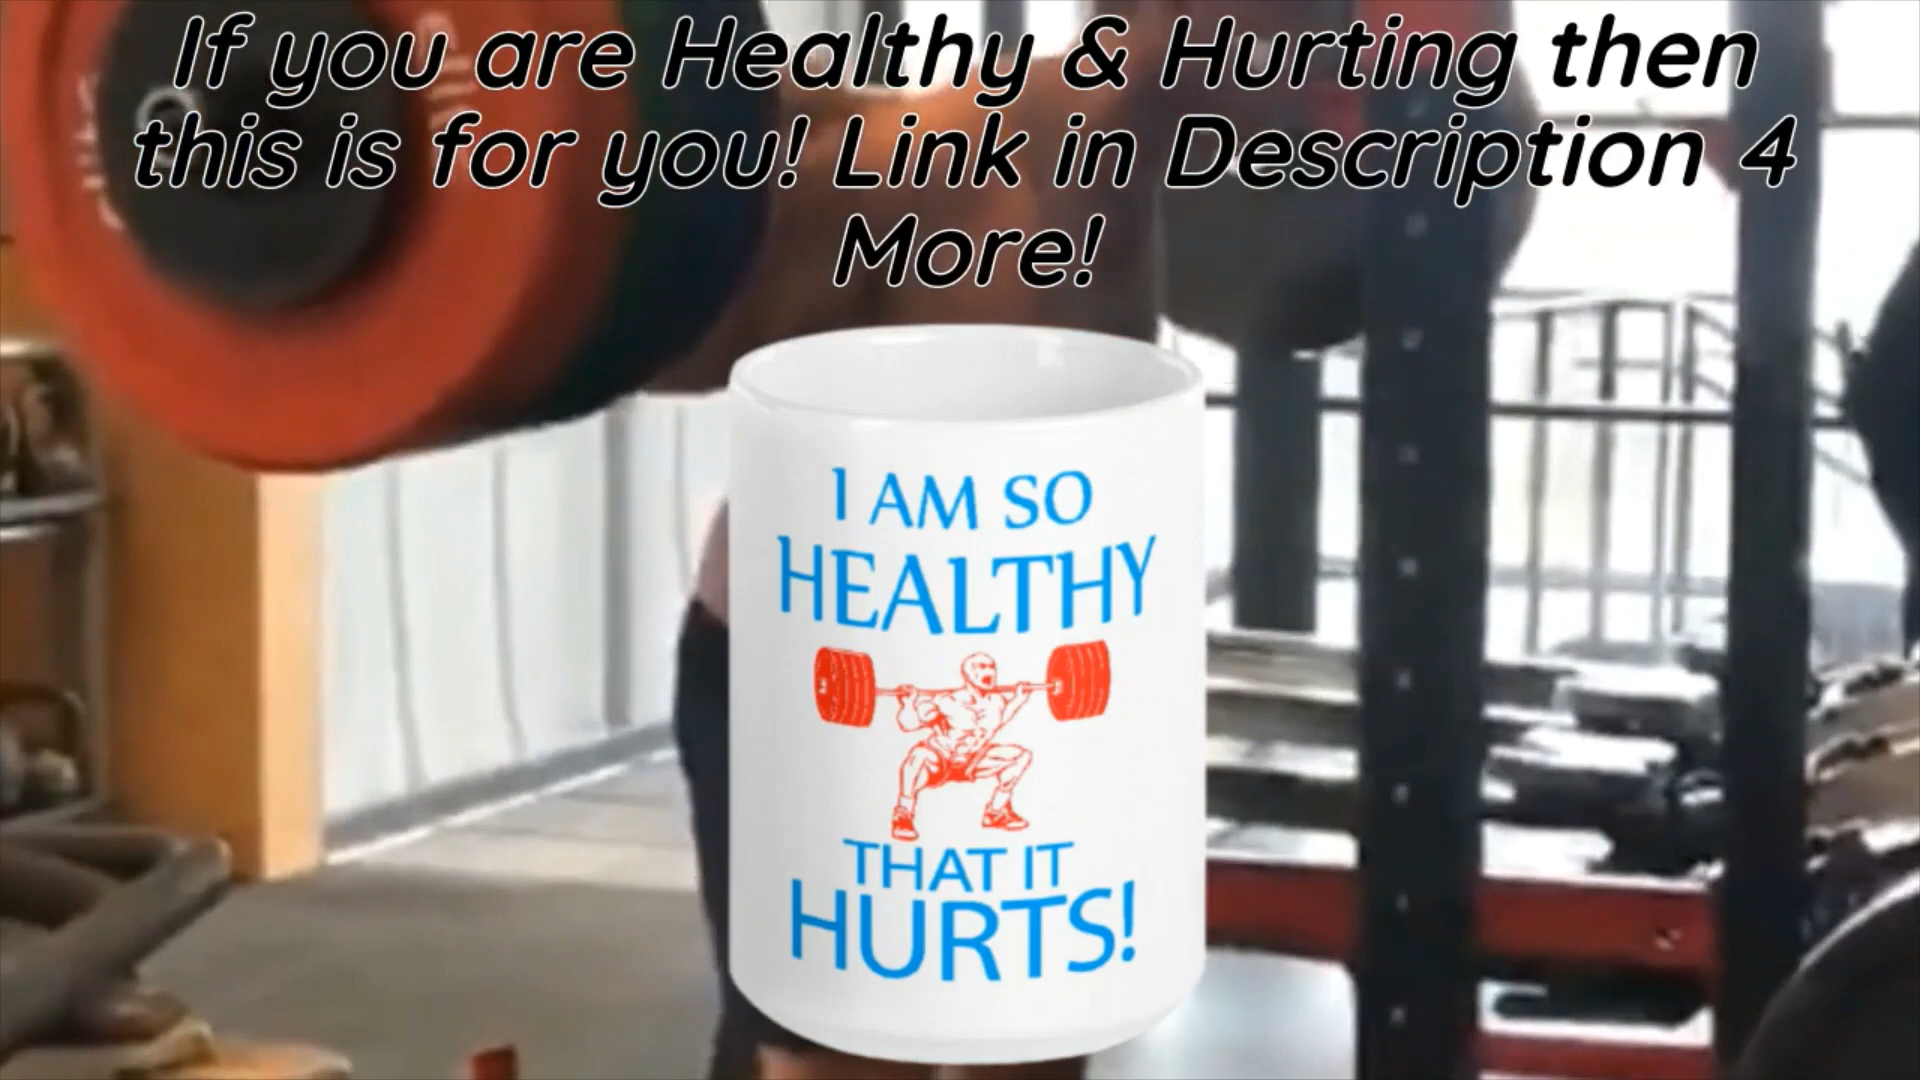 If you are Healthy & Hurting then
this is for you! Link in Description 4
More!
I AM SO
HEALTHY
THAT IT
HURTS!